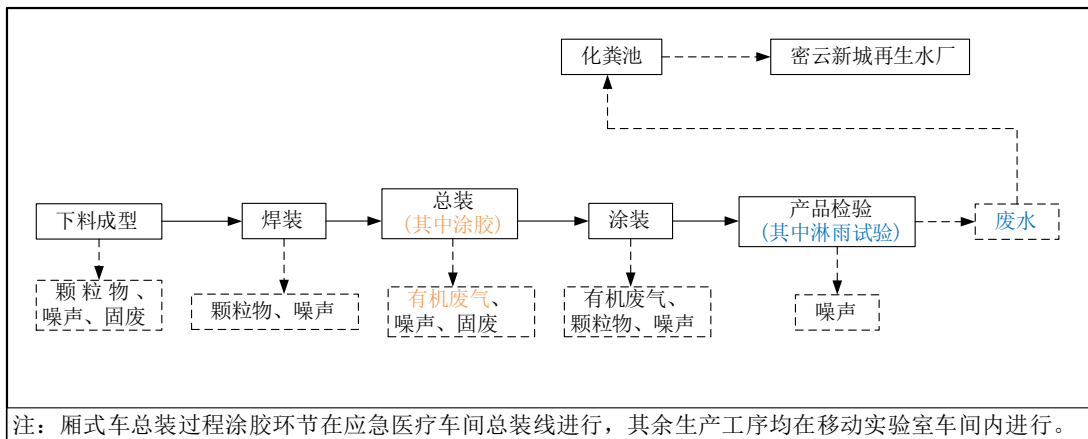 化粪池
密云新城再生水厂
下料成型
焊装
总装
(其中涂胶)
涂装
产品检验
(其中淋雨试验)
废水
颗粒物、
噪声、固废
颗粒物、噪声
有机废气、
噪声、固废
有机废气、
颗粒物、噪声
噪声
注：厢式车总装过程涂胶环节在应急医疗车间总装线进行，其余生产工序均在移动实验室车间内进行。